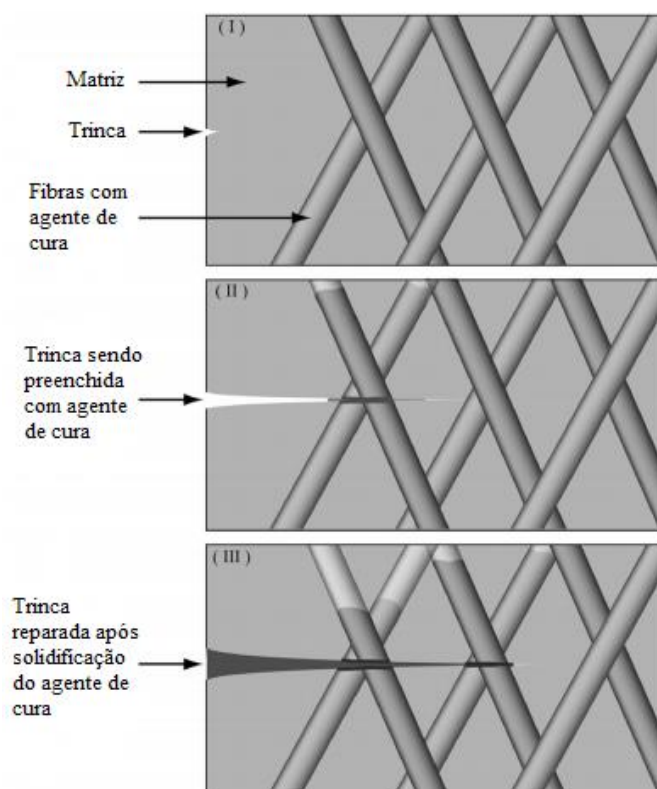 ( I )
Matriz
Trinca
Fibras com
agente de
cura
( II )
Trinca sendo
preenchida
com agente
de cura
( III )
Trinca
reparada após
solidificação
do agente de
cura